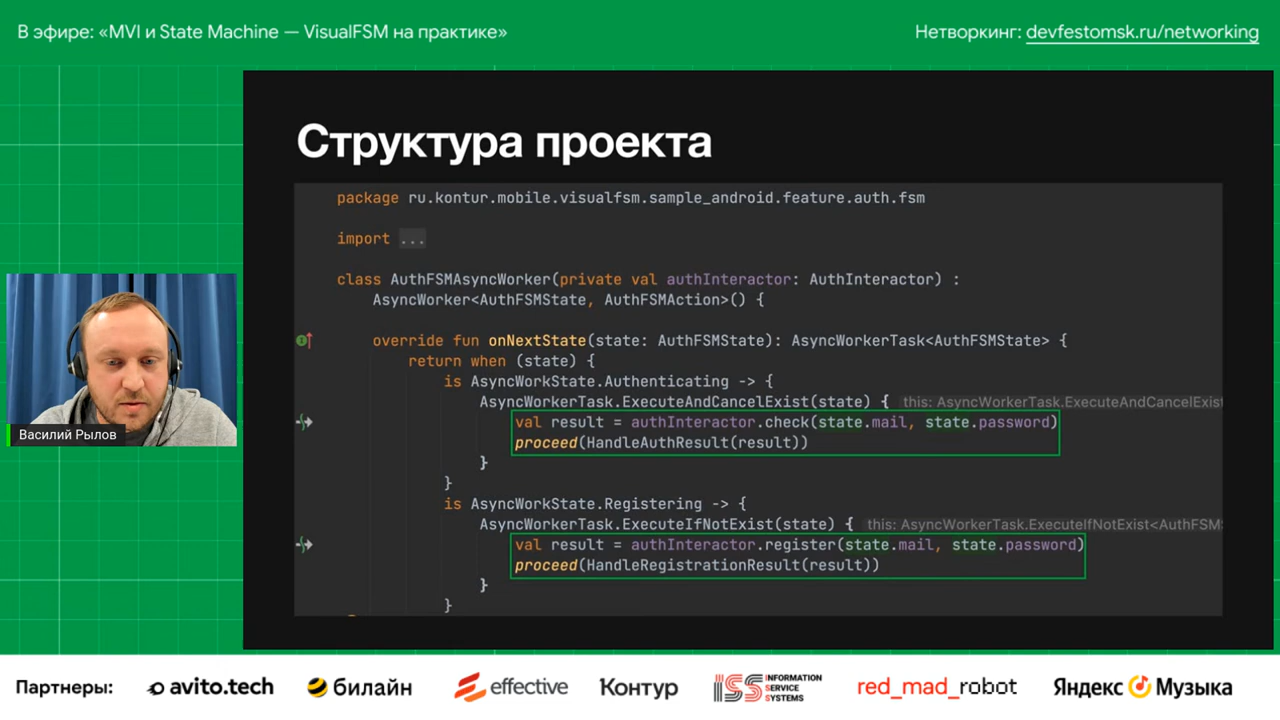 В эфире: «MVI и State Machine — VisualFSM на практике»
Нетворкинг: devfestomsk.ru/networking
Структура проекта
package ru.kontur.mobile.visualfsm.sample_android.feature.auth.fsm
import ...
class AuthFSMAsyncWorker(private val authInteractor: AuthInteractor) :
AsyncWorker<AuthFSMState, AuthFSMAction>() {
override fun onNextState(state: AuthFSMState): AsyncWorkerTask<AuthFSMState> {
return when (state) {
is AsyncWorkState.Authenticating -> {
AsyncWorkerTask.ExecuteAndCancelExist(state) { this: AsyncWorkerTask.ExecuteAndCancelExist
val result = authInteractor.check(state.mail, state.password)
proceed(HandleAuthResult(result))
}
}
is AsyncWorkState.Registering -> {
AsyncWorkerTask.ExecuteIfNotExist(state) { this: AsyncWorkerTask.ExecuteIfNotExist<AuthFSM
val result = authInteractor.register(state.mail, state.password)
proceed(HandleRegistrationResult(result))
}
}
Василий Рылов
Партнеры: avito.tech билайн effective Контур ISS INFORMATION SERVICE SYSTEMS red_mad_robot Яндекс Музыка